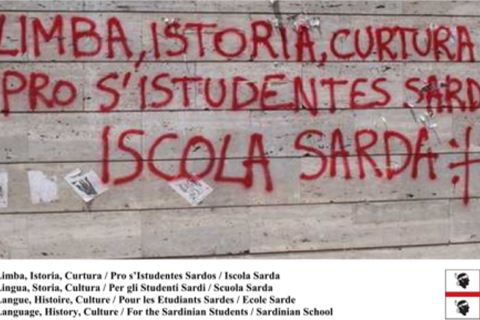 LIMBA, ISTORIA, CURTURA
PRO S'ISTUDENTES SARD
ISCOLA SARDA:
Limba, Istoria, Curtura / Pro s'Istudentes Sardos / Iscola Sarda
Lingua, Storia, Cultura / Per gli Studenti Sardi / Scuola Sarda
Langue, Histoire, Culture / Pour les Etudiants Sardes / Ecole Sarde
Language, History, Culture / For the Sardinian Students / Sardinian School